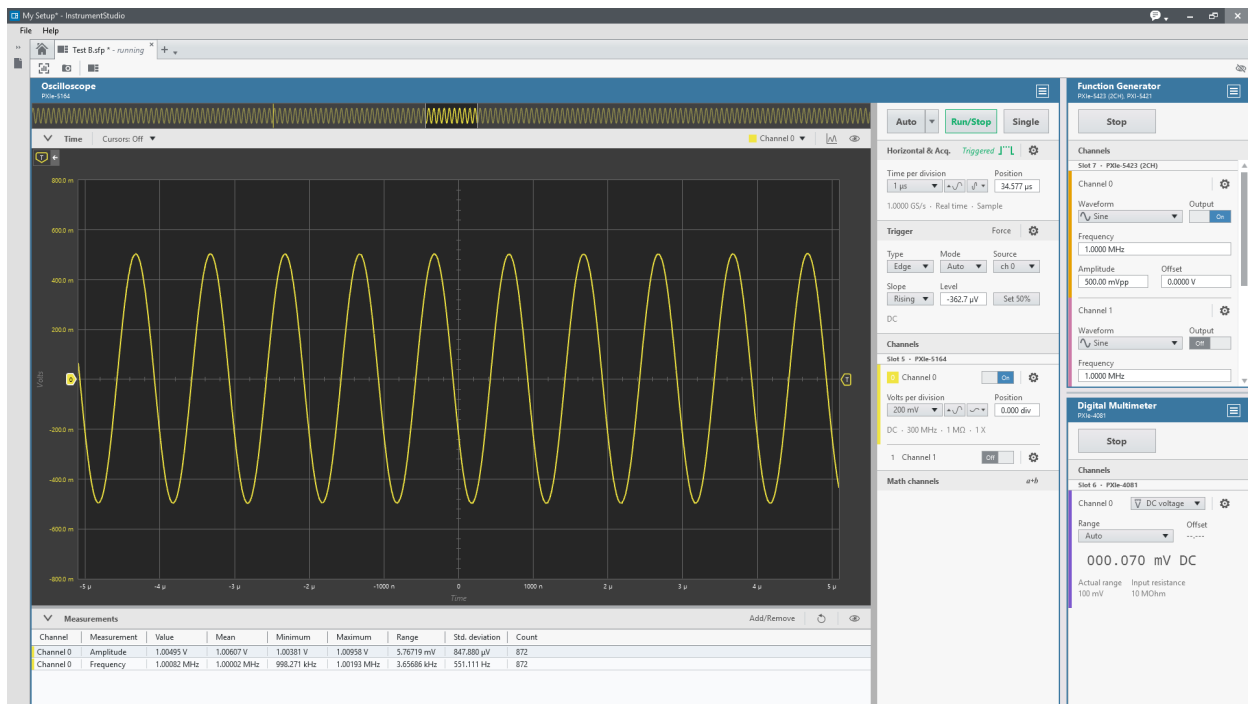 My Setup* - InstrumentStudio
File Help
Test B.sfp * - running
Oscilloscope
PXIe-5164
Time Cursors: Off Channel 0
T
Volts
800.0 m
600.0 m
400.0 m
200.0 m
0
-200.0 m
-400.0 m
-600.0 m
-800.0 m
T
-5 µ -4 µ -3 µ -2 µ -1000 n 0 1000 n 2 µ 3 µ 4 µ 5 µ
Time
Measurements Add/Remove
Channel Measurement Value Mean Minimum Maximum Range Std. deviation Count
Channel 0 Amplitude 1.00495 V 1.00607 V 1.00381 V 1.00958 V 5.76719 mV 847.880 µV 872
Channel 0 Frequency 1.00082 MHz 1.00002 MHz 998.271 kHz 1.00193 MHz 3.65686 kHz 551.111 Hz 872
Auto Run/Stop Single
Horizontal & Acq. Triggered
Time per division Position
1 µs 34.577 µs
1.0000 GS/s · Real time · Sample
Trigger Force
Type Mode Source
Edge Auto ch 0
Slope Level
Rising -362.7 µV Set 50%
DC
Channels
Slot 5 · PXIe-5164
0 Channel 0 On
Volts per division Position
200 mV 0.000 div
DC · 300 MHz · 1 MΩ · 1 X
1 Channel 1 Off
Math channels a+b
Function Generator
PXIe-5423 (2CH), PXI-5421
Stop
Channels
Slot 7 · PXIe-5423 (2CH)
Channel 0
Waveform Output
Sine On
Frequency
1.0000 MHz
Amplitude Offset
500.00 mVpp 0.0000 V
Channel 1
Waveform Output
Sine Off
Frequency
1.0000 MHz
Digital Multimeter
PXIe-4081
Stop
Channels
Slot 6 · PXIe-4081
Channel 0 DC voltage
Range Offset
Auto --.---
000.070 mV DC
Actual range Input resistance
100 mV 10 MOhm